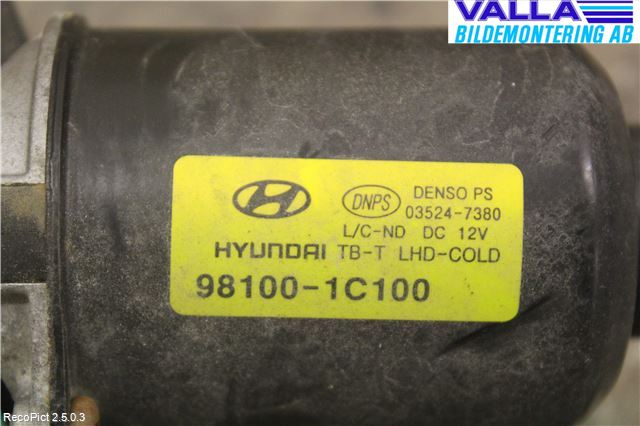 VALLA
BILDEMONTERING AB
DNPS DENSO PS
03524-7380
L/C-ND DC 12V
HYUNDAI TB-T LHD-COLD
98100-1C100
RecoPict 2.5.0.3